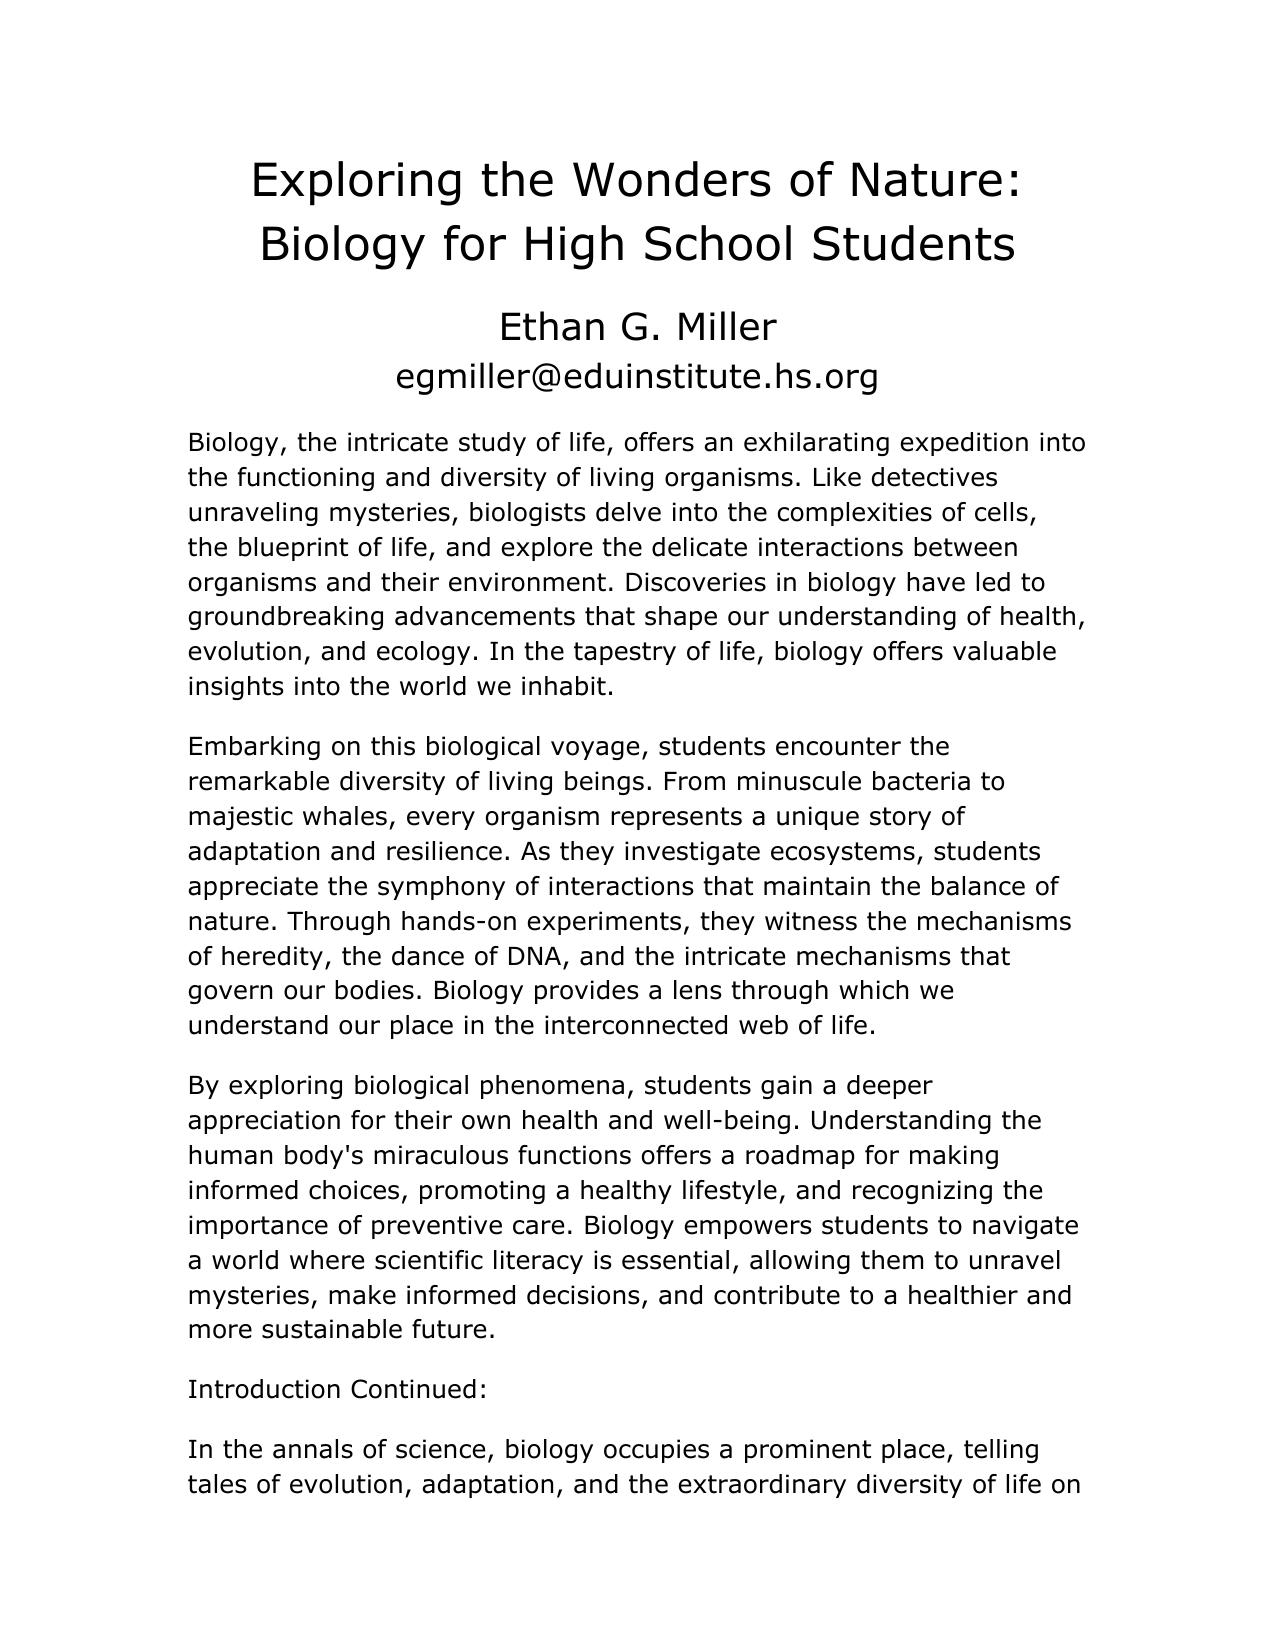 Exploring the Wonders of Nature:
Biology for High School Students
Ethan G. Miller
egmiller@eduinstitute.hs.org
Biology, the intricate study of life, offers an exhilarating expedition into
the functioning and diversity of living organisms. Like detectives
unraveling mysteries, biologists delve into the complexities of cells,
the blueprint of life, and explore the delicate interactions between
organisms and their environment. Discoveries in biology have led to
groundbreaking advancements that shape our understanding of health,
evolution, and ecology. In the tapestry of life, biology offers valuable
insights into the world we inhabit.
Embarking on this biological voyage, students encounter the
remarkable diversity of living beings. From minuscule bacteria to
majestic whales, every organism represents a unique story of
adaptation and resilience. As they investigate ecosystems, students
appreciate the symphony of interactions that maintain the balance of
nature. Through hands-on experiments, they witness the mechanisms
of heredity, the dance of DNA, and the intricate mechanisms that
govern our bodies. Biology provides a lens through which we
understand our place in the interconnected web of life.
By exploring biological phenomena, students gain a deeper
appreciation for their own health and well-being. Understanding the
human body's miraculous functions offers a roadmap for making
informed choices, promoting a healthy lifestyle, and recognizing the
importance of preventive care. Biology empowers students to navigate
a world where scientific literacy is essential, allowing them to unravel
mysteries, make informed decisions, and contribute to a healthier and
more sustainable future.
Introduction Continued:
In the annals of science, biology occupies a prominent place, telling
tales of evolution, adaptation, and the extraordinary diversity of life on